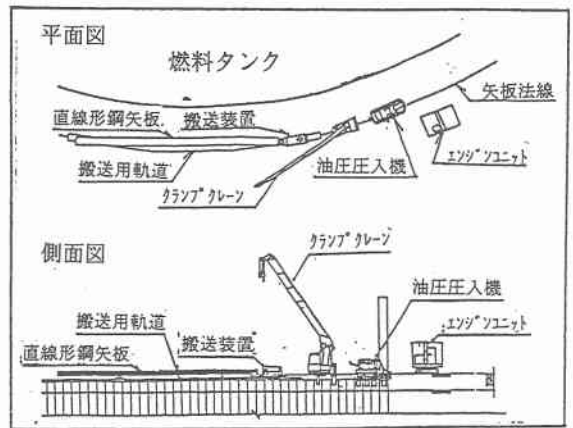 平面図
燃料タンク
矢板法線
直線形鋼矢板
搬送装置
搬送用軌道
クランプクレーン
油圧圧入機
エンジンユニット
側面図
クランプクレーン
油圧圧入機
搬送用軌道
搬送装置
エンジンユニット
直線形鋼矢板